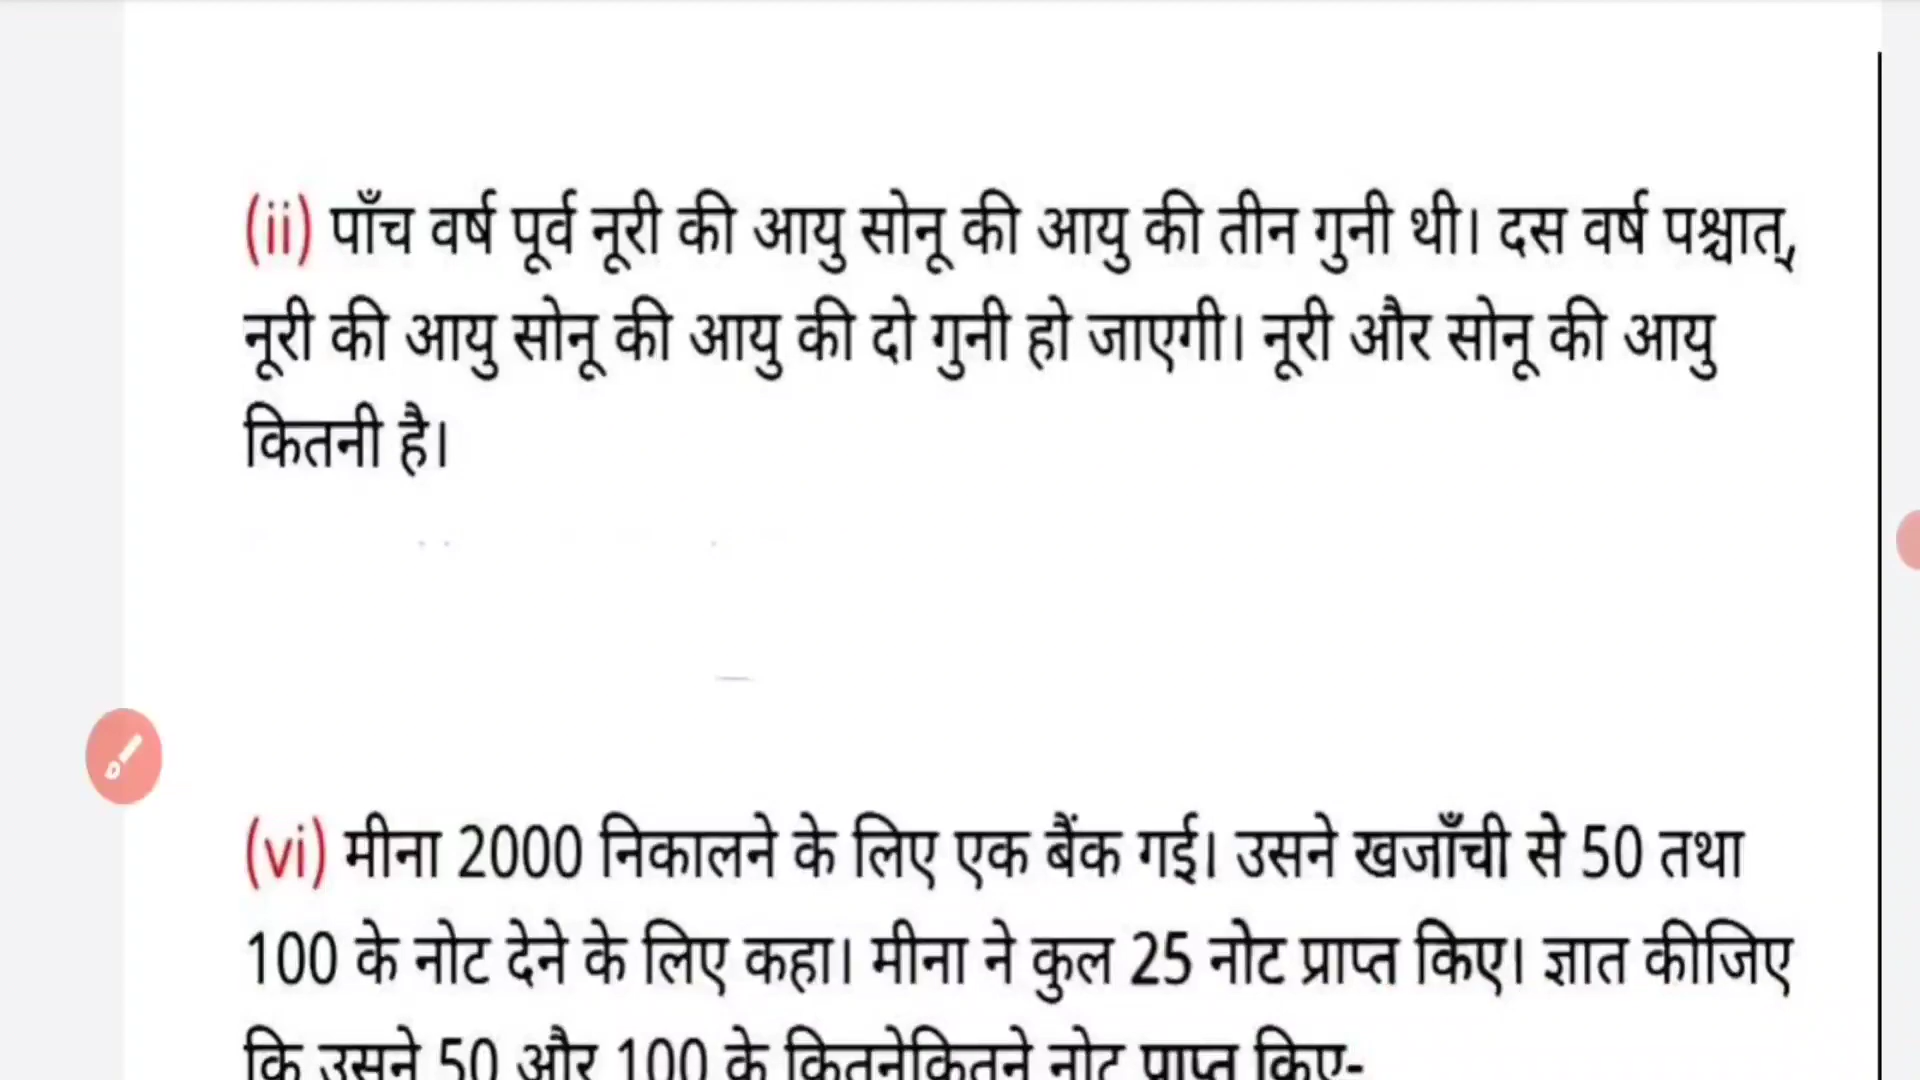 (ii) पाँच वर्ष पूर्व नूरी की आयु सोनू की आयु की तीन गुनी थी। दस वर्ष पश्चात्,
नूरी की आयु सोनू की आयु की दो गुनी हो जाएगी। नूरी और सोनू की आयु
कितनी है।
(vi) मीना 2000 निकालने के लिए एक बैंक गई। उसने खजाँची से 50 तथा
100 के नोट देने के लिए कहा। मीना ने कुल 25 नोट प्राप्त किए। ज्ञात कीजिए
कि उसने 50 और 100 के कितनेकितने नोट प्राप्त किए-